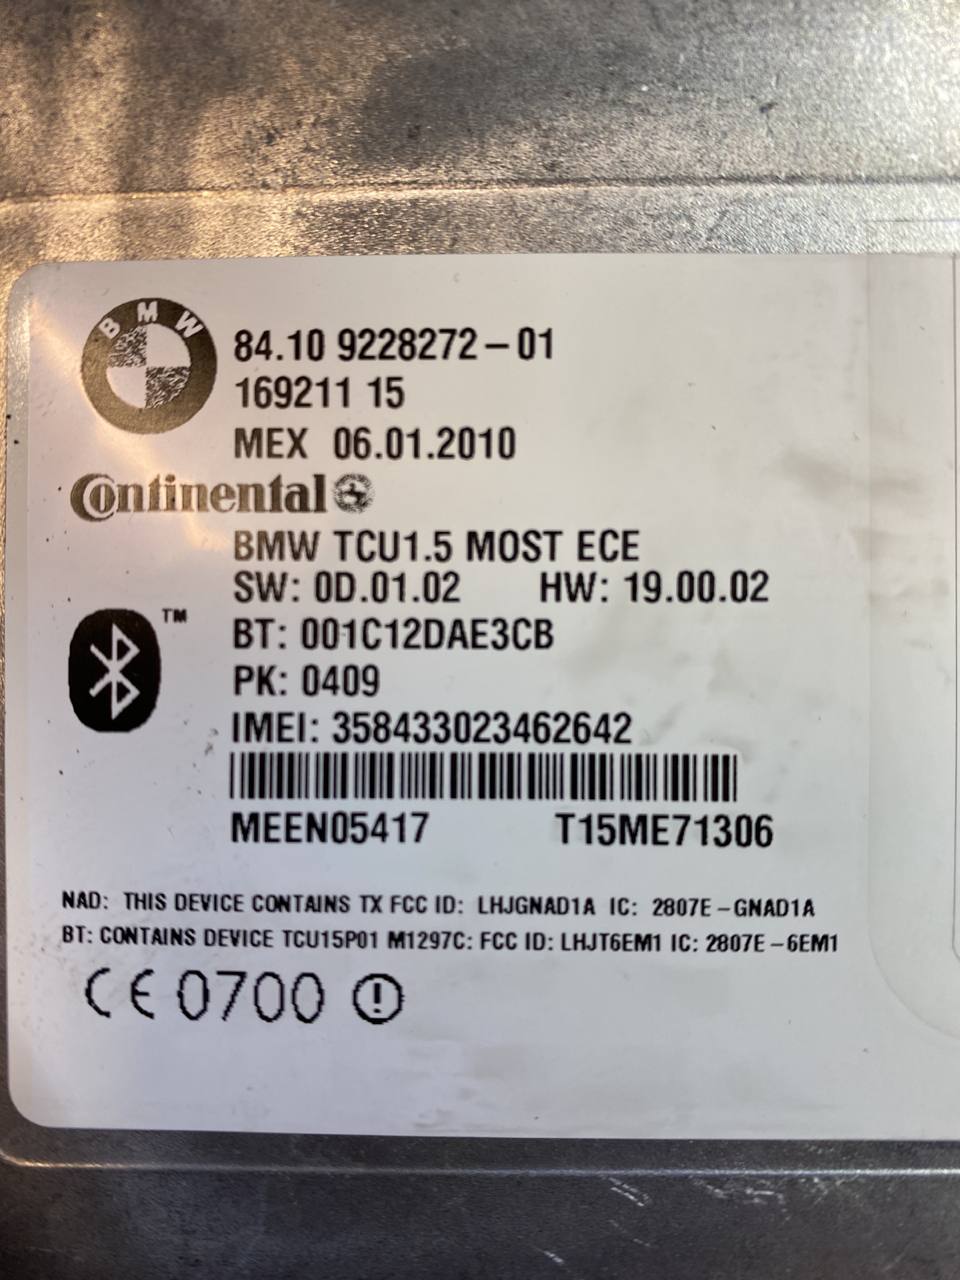 BMW
84.10 9228272-01
169211 15
MEX 06.01.2010
Continental
BMW TCU1.5 MOST ECE
SW: 0D.01.02 HW: 19.00.02
™
BT: 001C12DAE3CB
PK: 0409
IMEI: 358433023462642
MEEN05417 T15ME71306
NAD: THIS DEVICE CONTAINS TX FCC ID: LHJGNAD1A IC: 2807E-GNAD1A
BT: CONTAINS DEVICE TCU15P01 M1297C: FCC ID: LHJT6EM1 IC: 2807E-6EM1
CE 0700 !